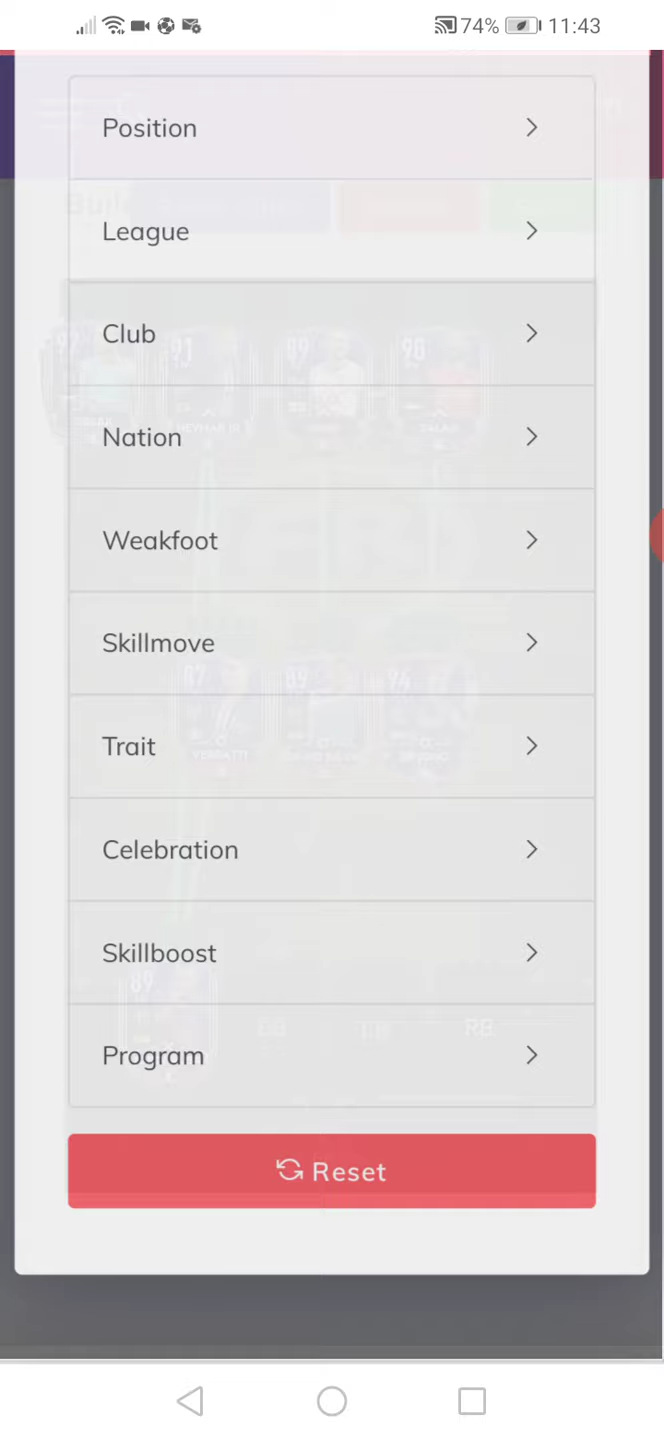 74% 11:43
Position
League
Club
Nation
Weakfoot
Skillmove
Trait
Celebration
Skillboost
Program
Reset